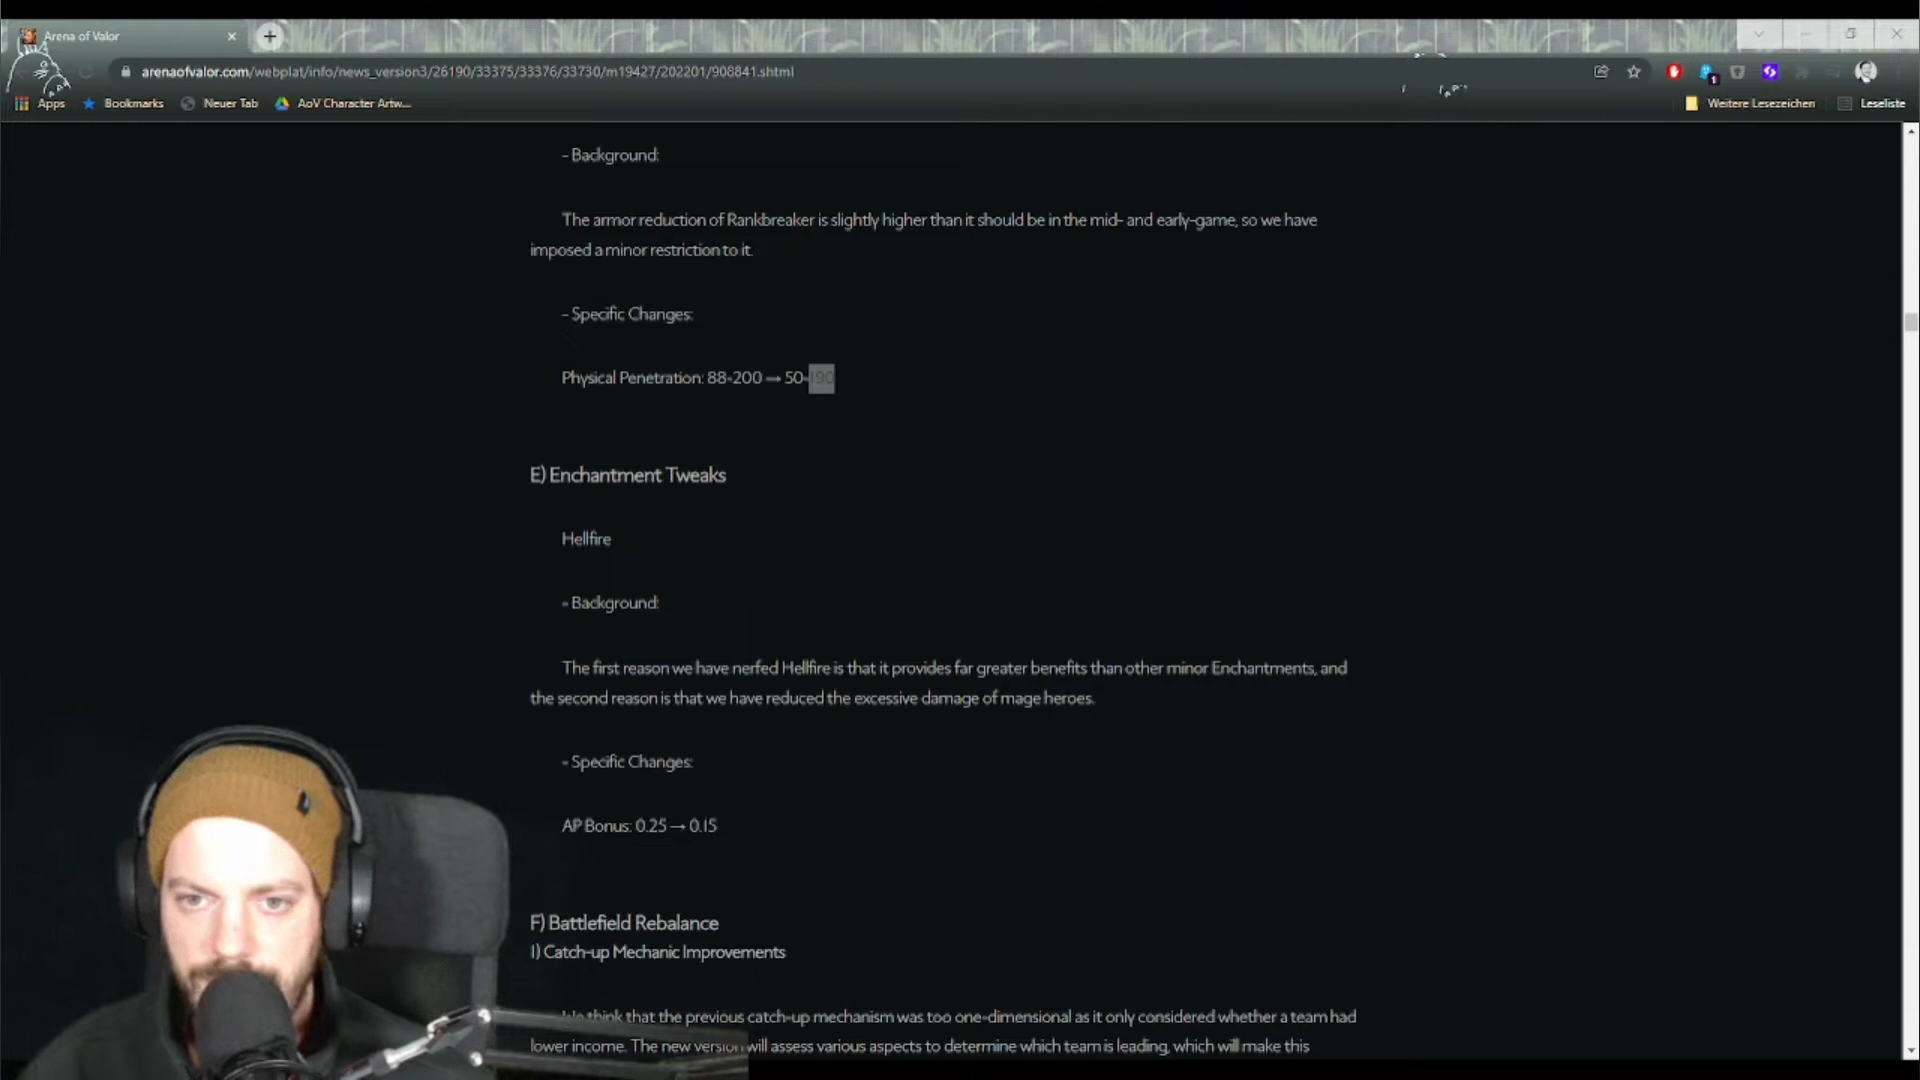 Arena of Valor
arenaofvalor.com/webplat/info/news_version3/26190/33375/33376/33730/m19427/202201/908841.shtml
1
Apps Bookmarks Neuer Tab AoV Character Artw... Weitere Lesezeichen Leseliste
- Background:
The armor reduction of Rankbreaker is slightly higher than it should be in the mid- and early-game, so we have
imposed a minor restriction to it.
- Specific Changes:
Physical Penetration: 88-200 → 50-190
E) Enchantment Tweaks
Hellfire
- Background:
The first reason we have nerfed Hellfire is that it provides far greater benefits than other minor Enchantments, and
the second reason is that we have reduced the excessive damage of mage heroes.
- Specific Changes:
AP Bonus: 0.25 → 0.15
F) Battlefield Rebalance
1) Catch-up Mechanic Improvements
We think that the previous catch-up mechanism was too one-dimensional as it only considered whether a team had
lower income. The new version will assess various aspects to determine which team is leading, which will make this